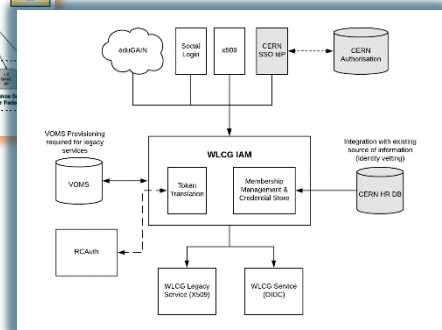 eduGAIN
Social
Login
x509
CERN
SSO-IdP
CERN
Authorisation
VOMS Provisioning
required for legacy
services
WLCG IAM
Integration with existing
source of information
(identity vetting)
VOMS
Token
Translation
Membership
Management &
Credential Store
CERN HR DB
RCAuth
WLCG Legacy
Service (X509)
WLCG Service
(OIDC)